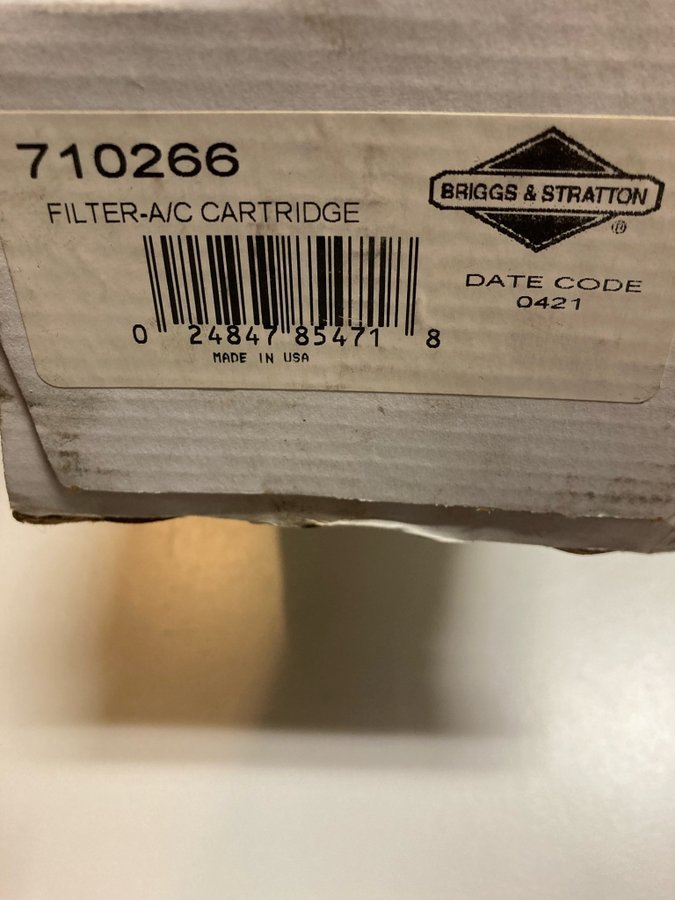 710266
FILTER-A/C CARTRIDGE
0 24847 85471 8
MADE IN USA
BRIGGS & STRATTON
®
DATE CODE
0421